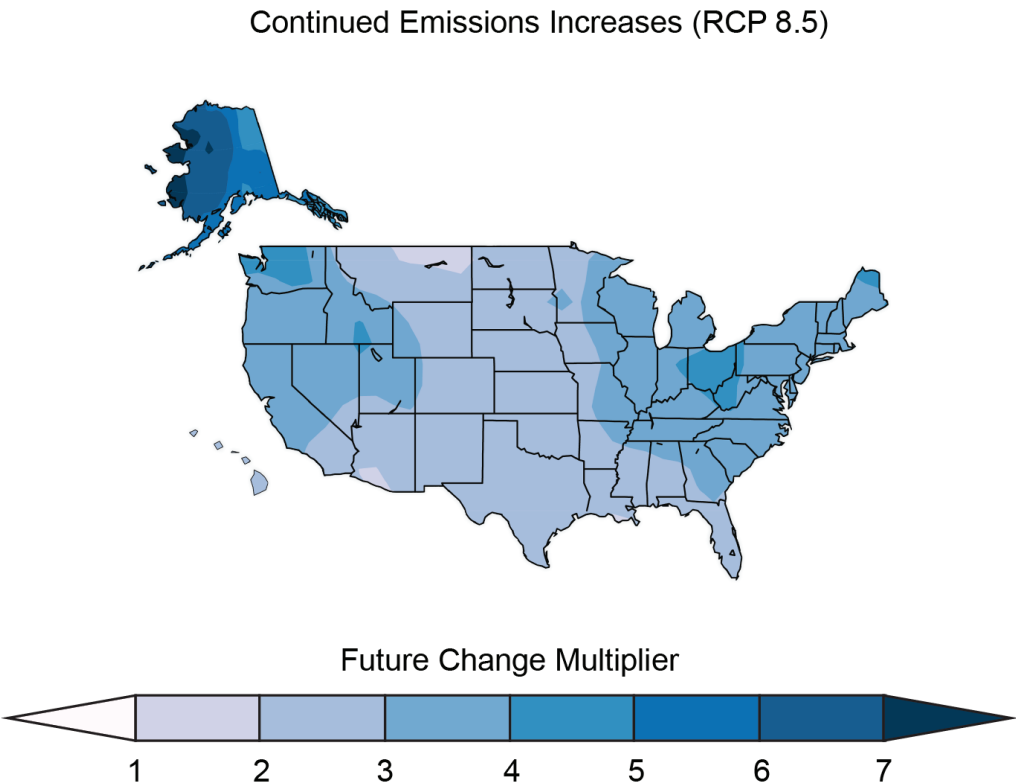 Continued Emissions Increases (RCP 8.5)
Future Change Multiplier
1 2 3 4 5 6 7